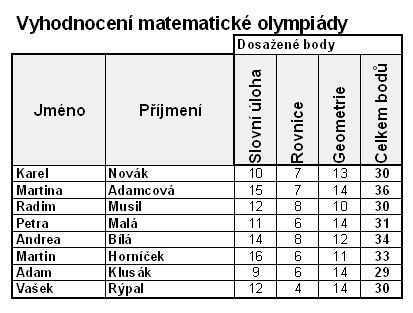 Vyhodnocení matematické olympiády
Dosažené body
Jméno Příjmení Slovní úloha Rovnice Geometrie Celkem bodů
Karel Novák 10 7 13 30
Martina Adamcová 15 7 14 36
Radim Musil 12 8 10 30
Petra Malá 11 6 14 31
Andrea Bílá 14 8 12 34
Martin Horníček 16 6 11 33
Adam Klusák 9 6 14 29
Vašek Rýpal 12 4 14 30